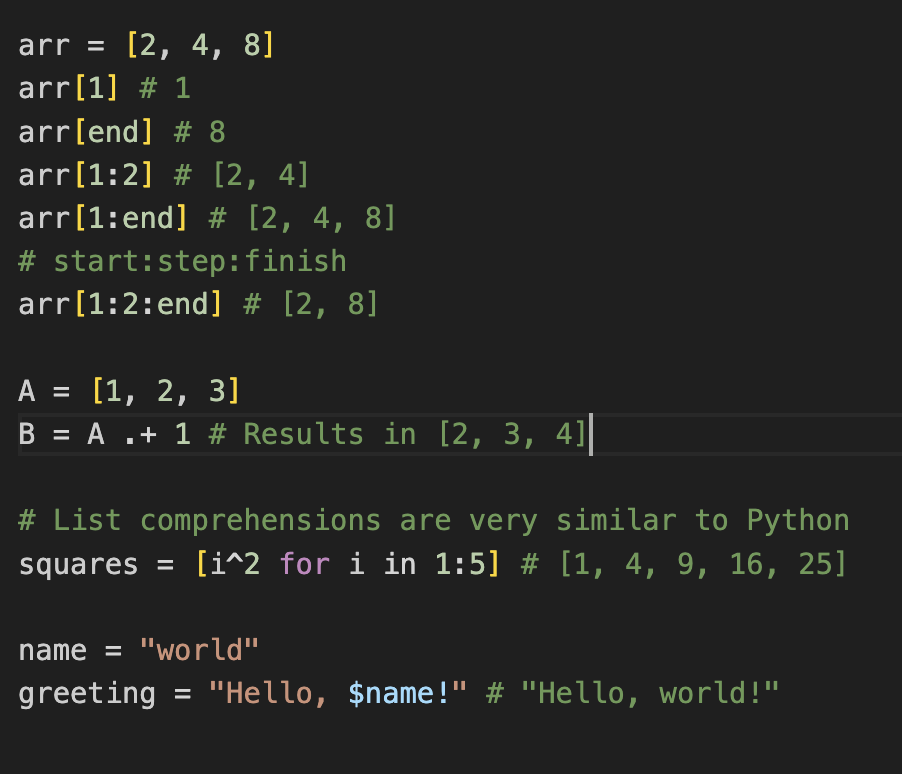 arr = [2, 4, 8]
arr[1] # 1
arr[end] # 8
arr[1:2] # [2, 4]
arr[1:end] # [2, 4, 8]
# start:step:finish
arr[1:2:end] # [2, 8]
A = [1, 2, 3]
B = A .+ 1 # Results in [2, 3, 4]
# List comprehensions are very similar to Python
squares = [i^2 for i in 1:5] # [1, 4, 9, 16, 25]
name = "world"
greeting = "Hello, $name!" # "Hello, world!"